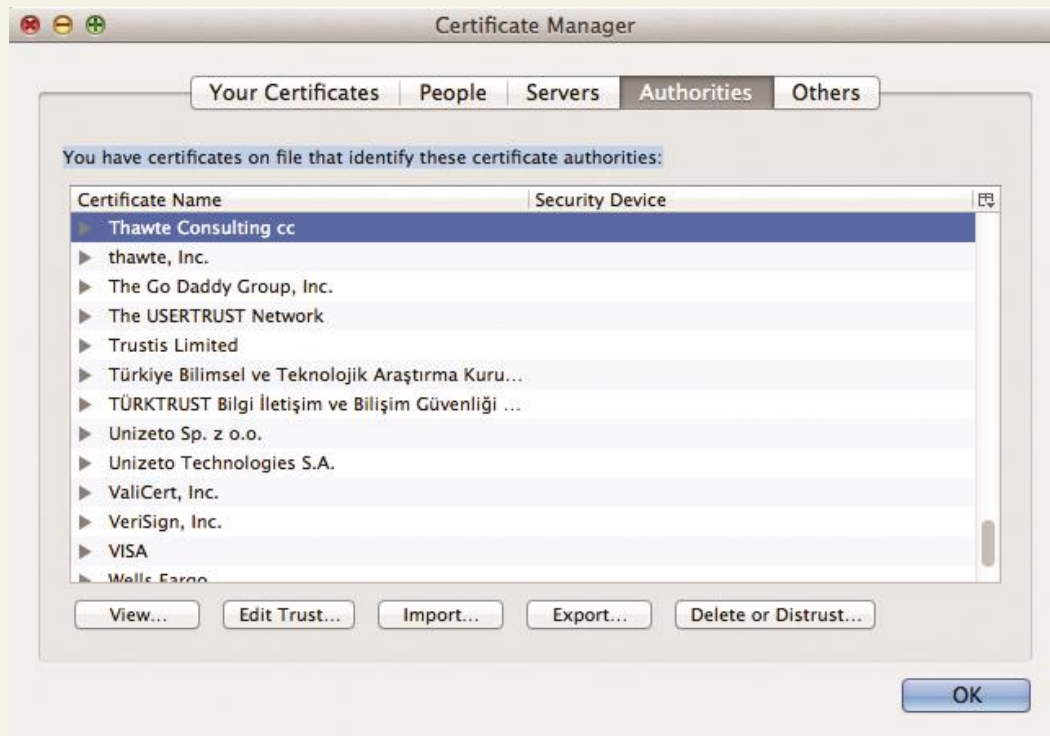 Certificate Manager
Your Certificates People Servers Authorities Others
You have certificates on file that identify these certificate authorities:
Certificate Name Security Device
Thawte Consulting cc
thawte, Inc.
The Go Daddy Group, Inc.
The USERTRUST Network
Trustis Limited
Türkiye Bilimsel ve Teknolojik Araştırma Kuru...
TÜRKTRUST Bilgi İletişim ve Bilişim Güvenliği ...
Unizeto Sp. z o.o.
Unizeto Technologies S.A.
ValiCert, Inc.
VeriSign, Inc.
VISA
Wells Fargo
View... Edit Trust... Import... Export... Delete or Distrust...
OK